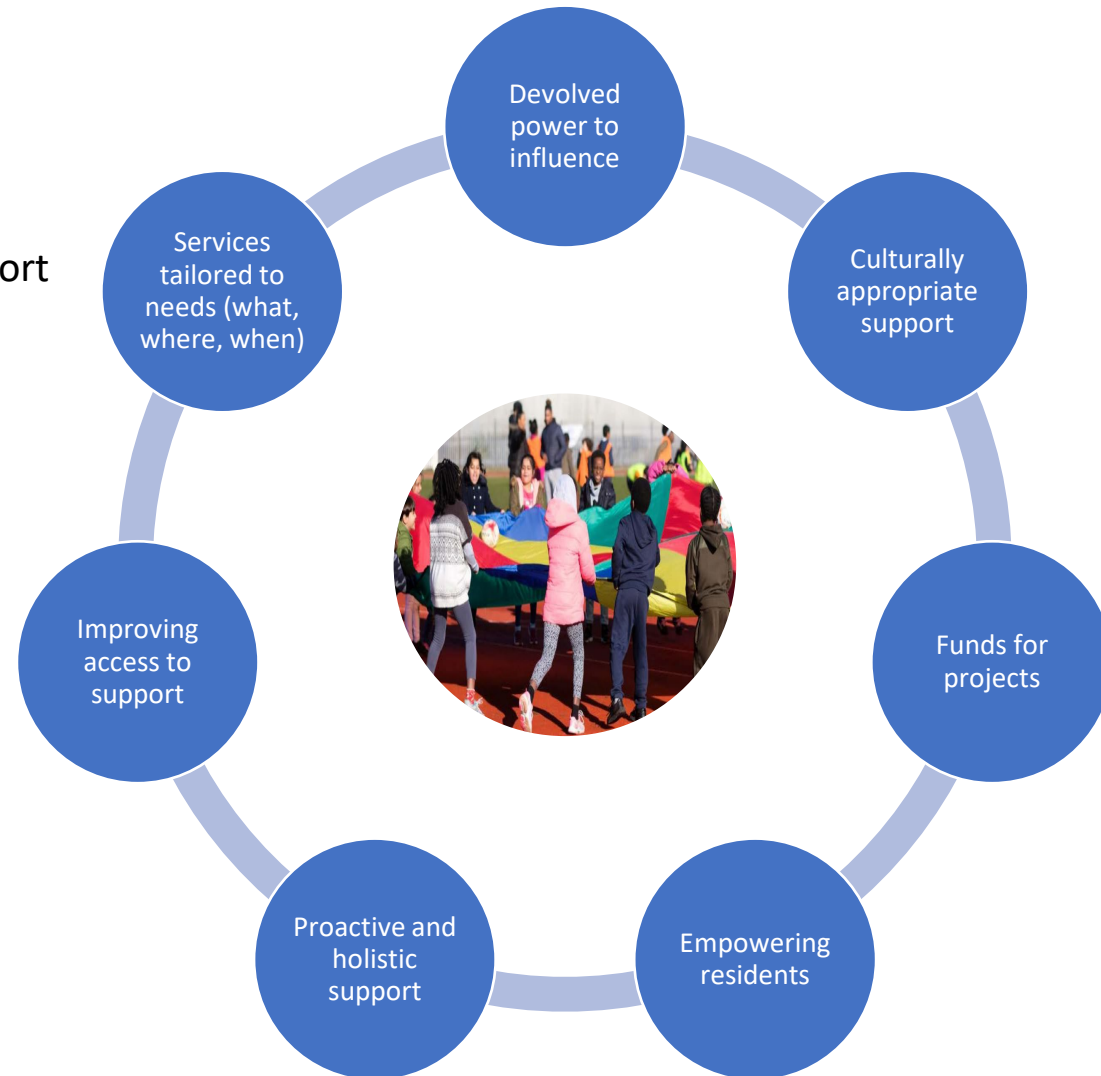 Devolved
power to
influence
Culturally
appropriate
support
Funds for
projects
Empowering
residents
Proactive and
holistic
support
Improving
access to
support
Services
tailored to
needs (what,
where, when)
ort